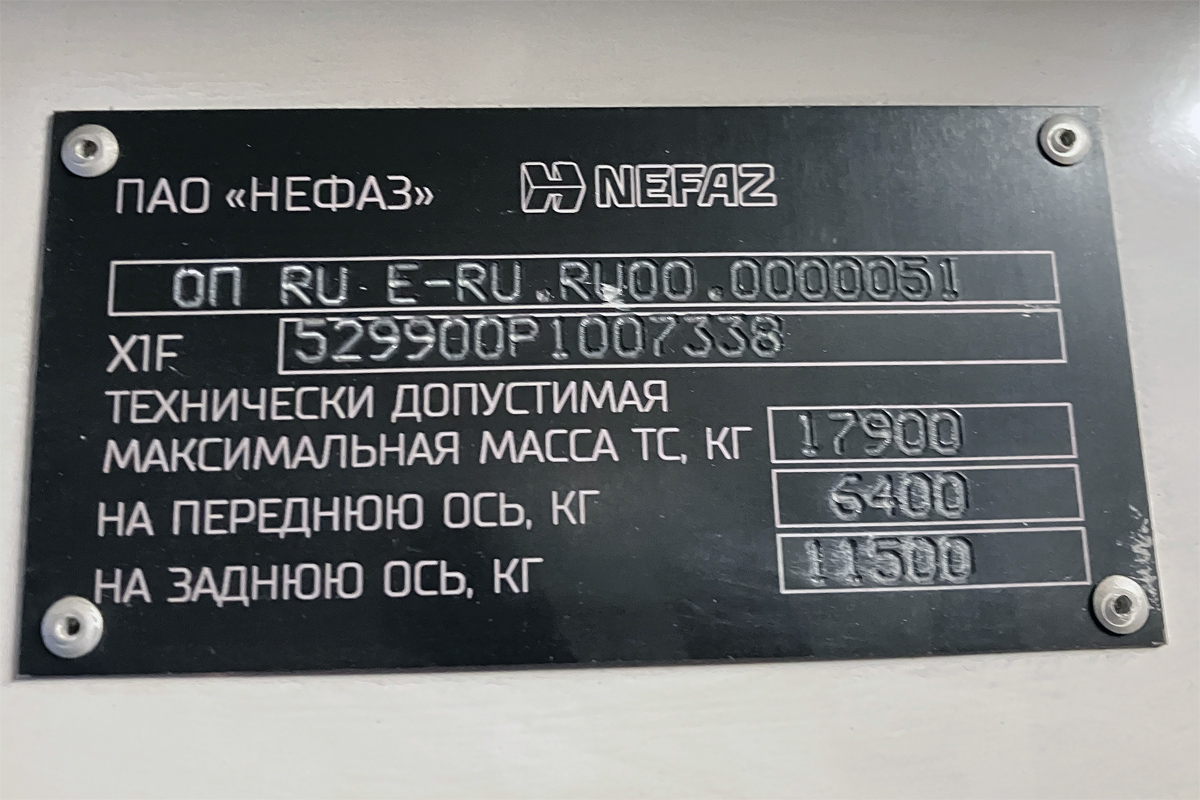 ПАО «НЕФАЗ» NEFAZ
ОП RU E-RU.RU00.0000051
X1F 529900P1007338
ТЕХНИЧЕСКИ ДОПУСТИМАЯ
МАКСИМАЛЬНАЯ МАССА ТС, КГ 17900
НА ПЕРЕДНЮЮ ОСЬ, КГ 6400
НА ЗАДНЮЮ ОСЬ, КГ 11500